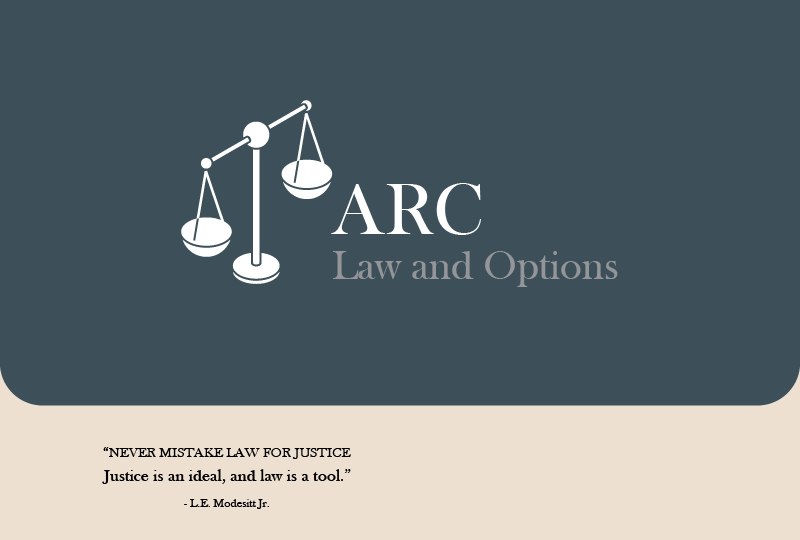 ARC
Law and Options
“NEVER MISTAKE LAW FOR JUSTICE
Justice is an ideal, and law is a tool.”
- L.E. Modesitt Jr.